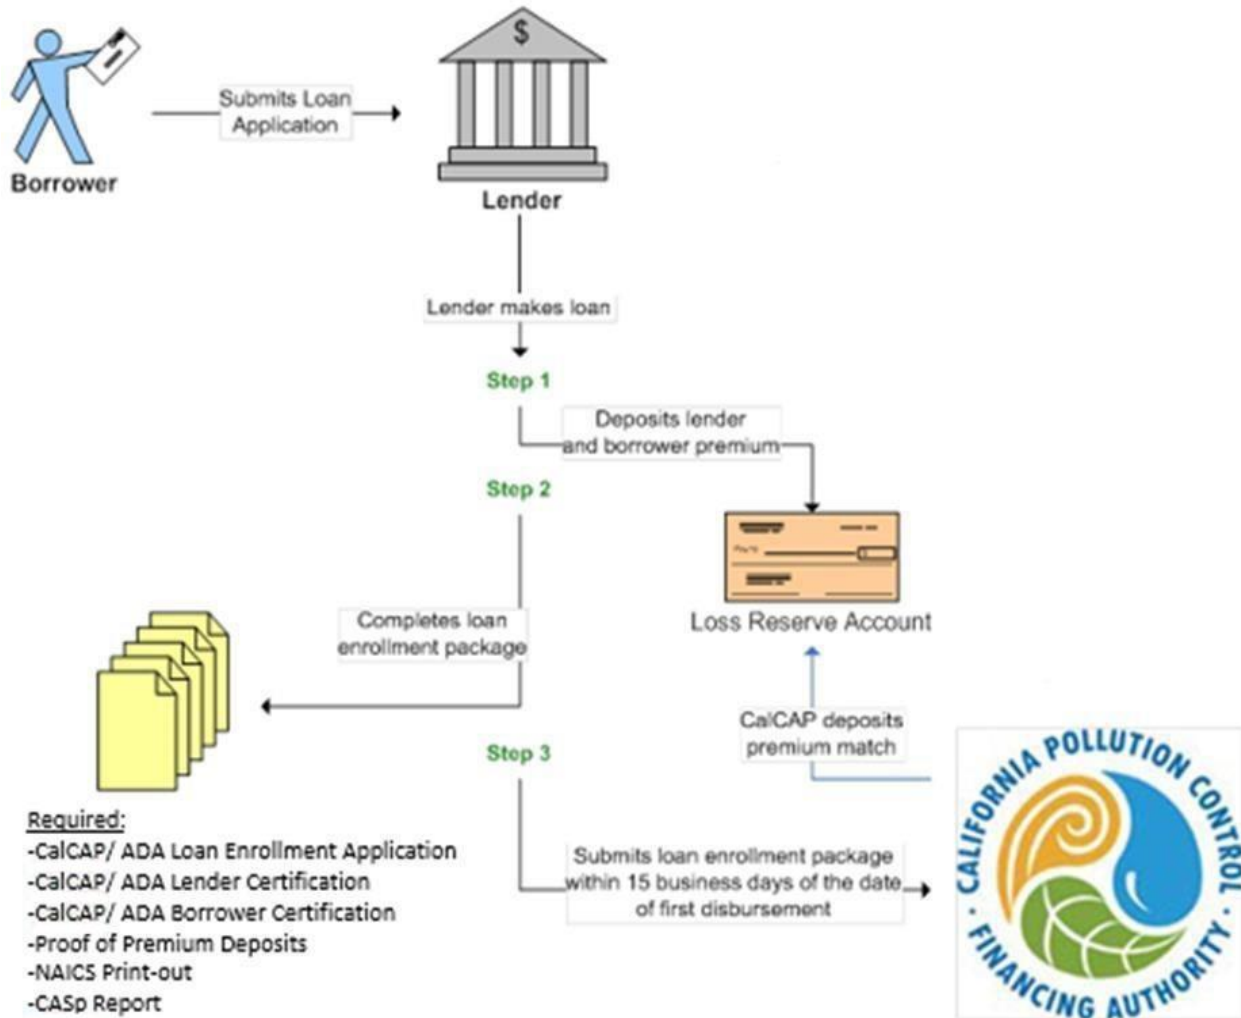 $
Submits Loan
Application
Borrower
Lender
Lender makes loan
Step 1
Deposits lender
and borrower premium
Step 2
Loss Reserve Account
Completes loan
enrollment package
CalCAP deposits
premium match
Step 3
Required:
-CalCAP/ ADA Loan Enrollment Application
-CalCAP/ ADA Lender Certification
-CalCAP/ ADA Borrower Certification
-Proof of Premium Deposits
-NAICS Print-out
-CASp Report
Submits loan enrollment package
within 15 business days of the date
of first disbursement
· CALIFORNIA POLLUTION CONTROL ·
FINANCING AUTHORITY